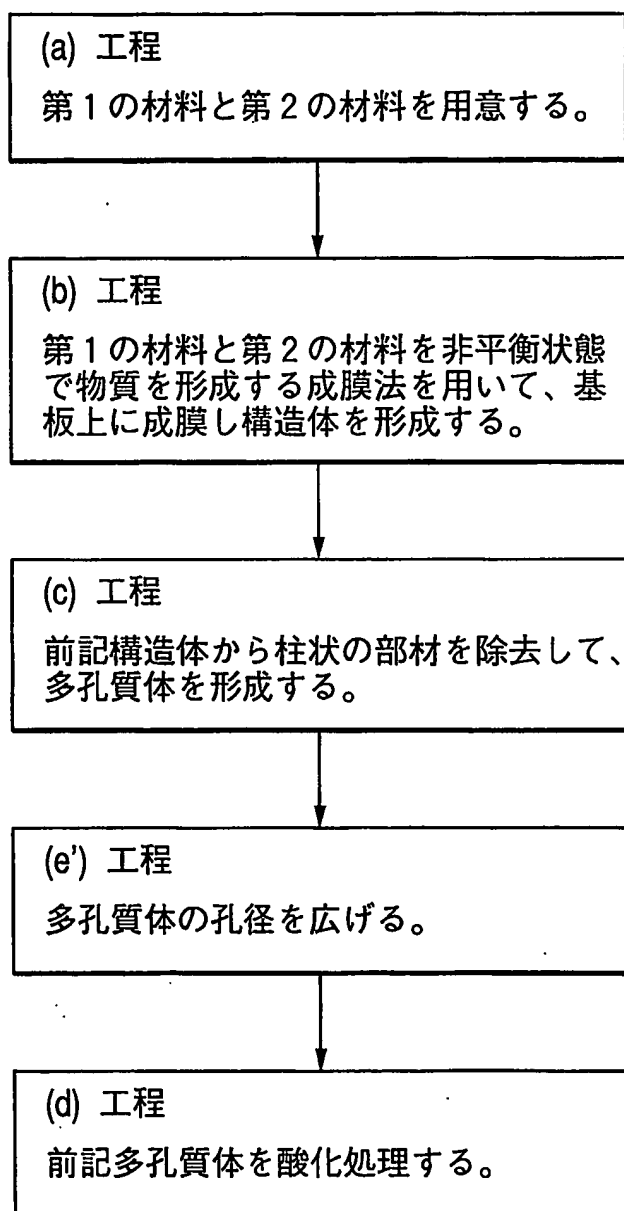 (a) 工程
第1の材料と第2の材料を用意する。
(b) 工程
第1の材料と第2の材料を非平衡状態
で物質を形成する成膜法を用いて、基
板上に成膜し構造体を形成する。
(c) 工程
前記構造体から柱状の部材を除去して、
多孔質体を形成する。
(e') 工程
多孔質体の孔径を広げる。
(d) 工程
前記多孔質体を酸化処理する。